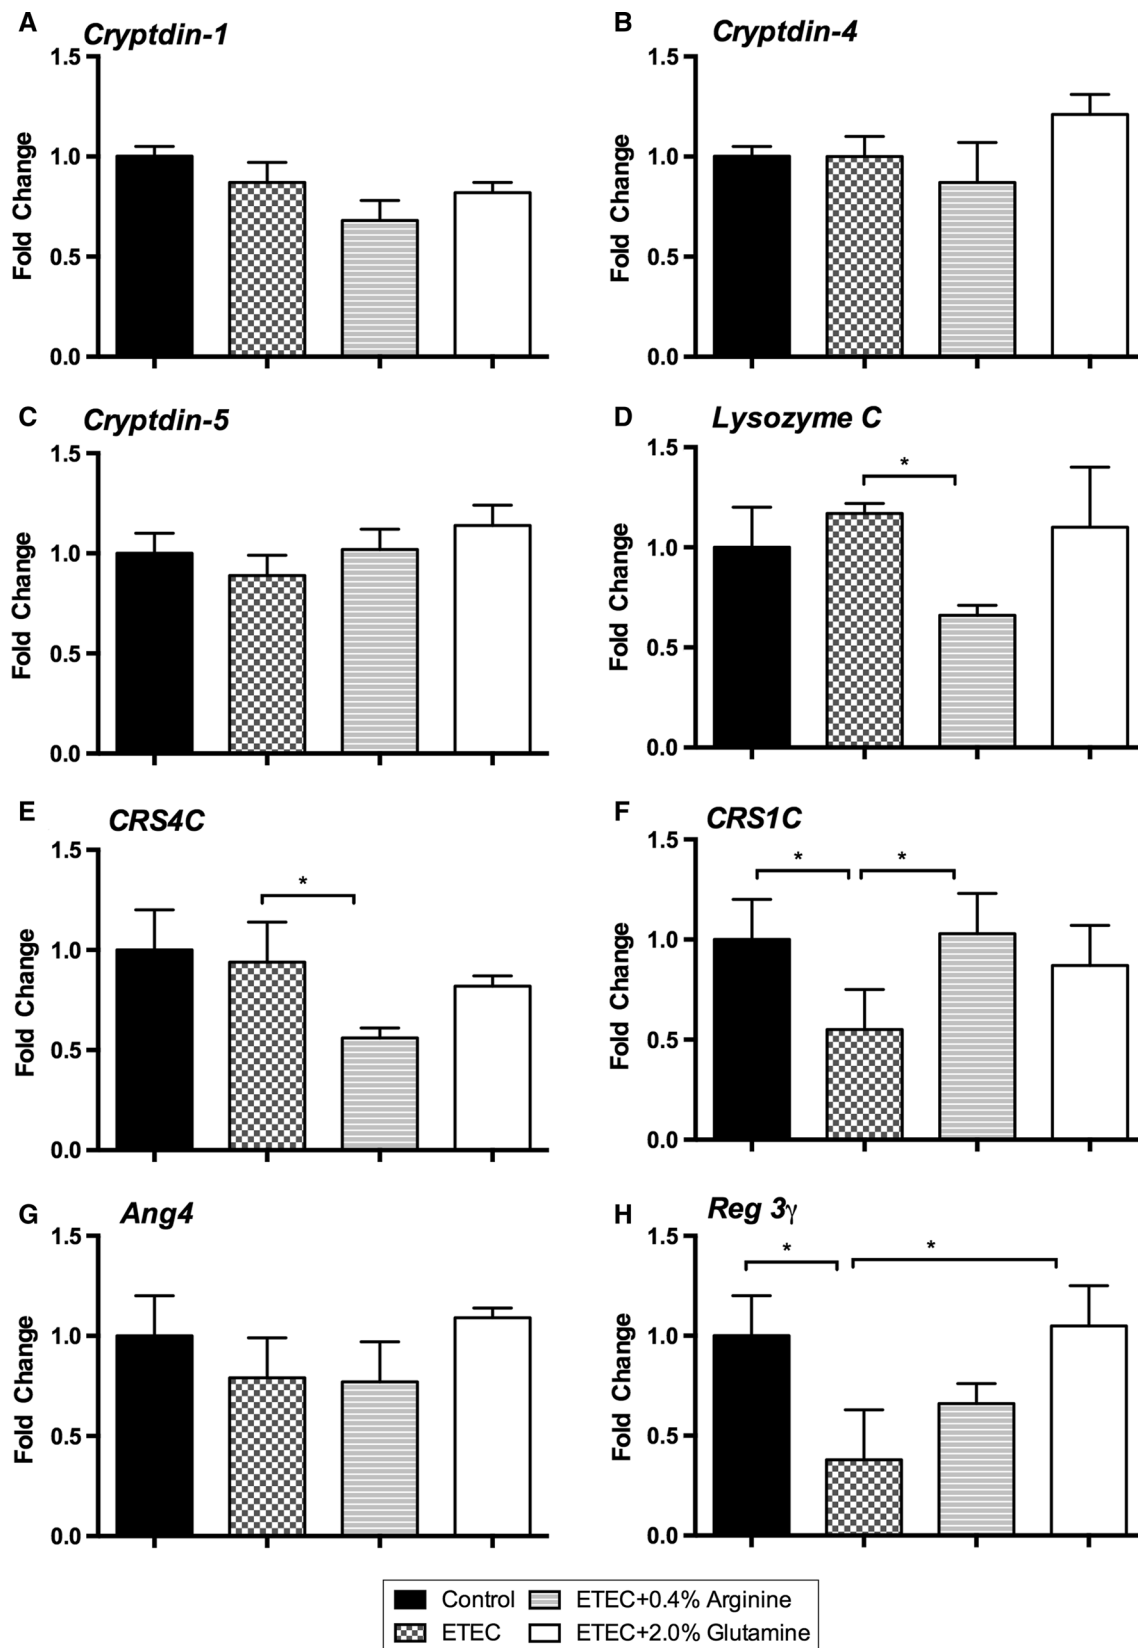 A Cryptdin-1
Fold Change
1.5
1.0
0.5
0.0
B Cryptdin-4
Fold Change
1.5
1.0
0.5
0.0
C Cryptdin-5
Fold Change
1.5
1.0
0.5
0.0
D Lysozyme C
Fold Change
1.5
1.0
0.5
0.0
*
E CRS4C
Fold Change
1.5
1.0
0.5
0.0
*
F CRS1C
Fold Change
1.5
1.0
0.5
0.0
* *
G Ang4
Fold Change
1.5
1.0
0.5
0.0
H Reg 3γ
Fold Change
1.5
1.0
0.5
0.0
* *
Control ETEC+0.4% Arginine
ETEC ETEC+2.0% Glutamine